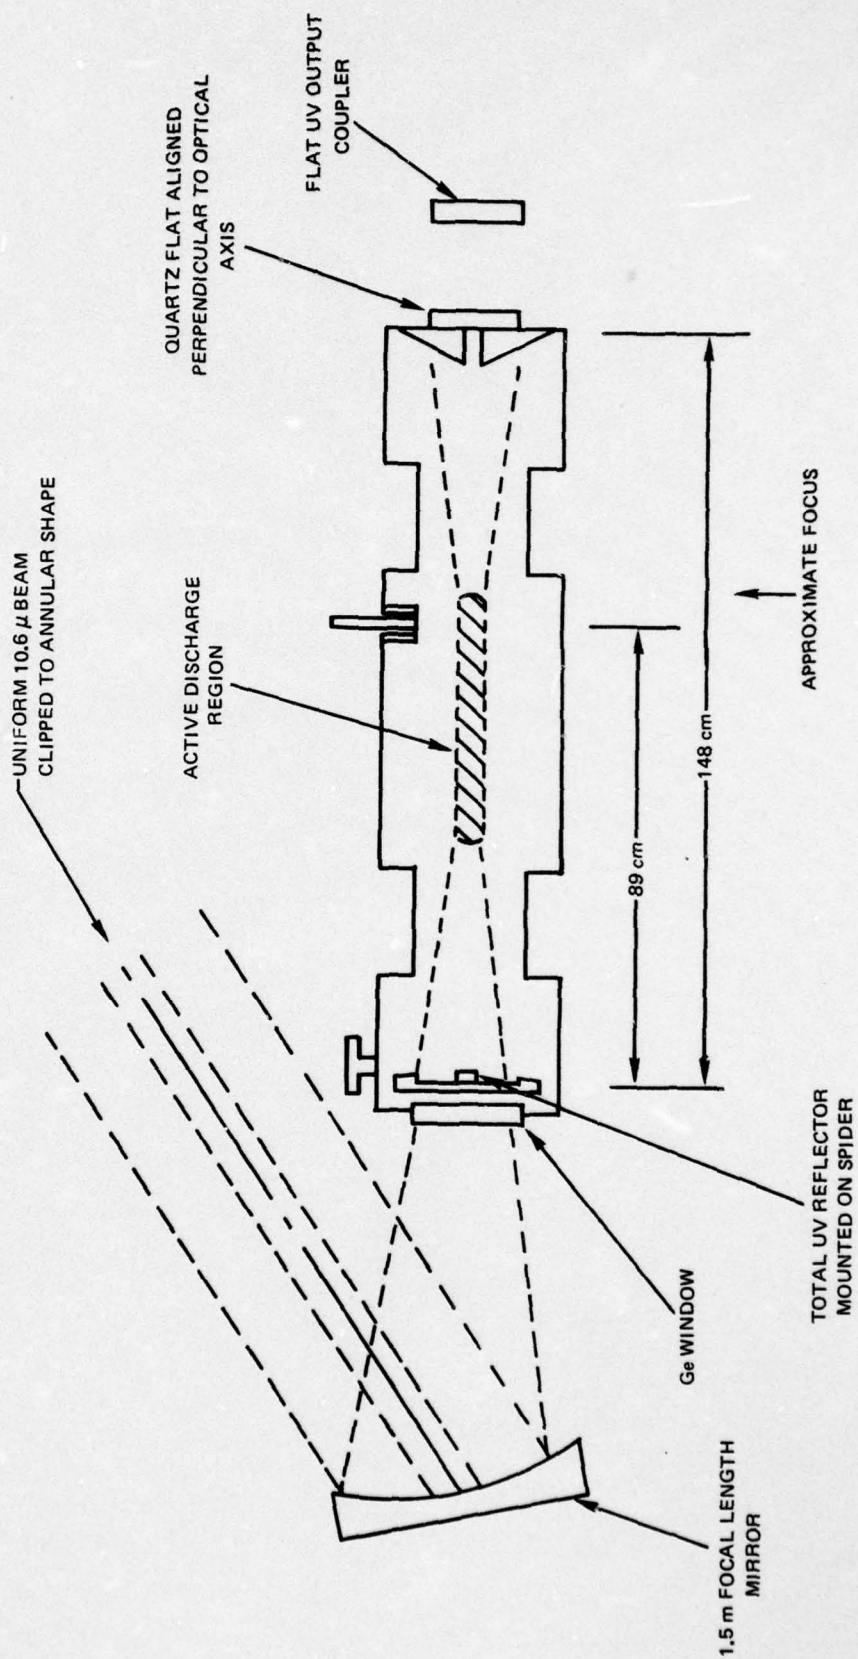 UNIFORM 10.6 μ BEAM
CLIPPED TO ANNULAR SHAPE
QUARTZ FLAT ALIGNED
PERPENDICULAR TO OPTICAL
AXIS
FLAT UV OUTPUT
COUPLER
ACTIVE DISCHARGE
REGION
1.5 m FOCAL LENGTH
MIRROR
Ge WINDOW
TOTAL UV REFLECTOR
MOUNTED ON SPIDER
89 cm
148 cm
APPROXIMATE FOCUS